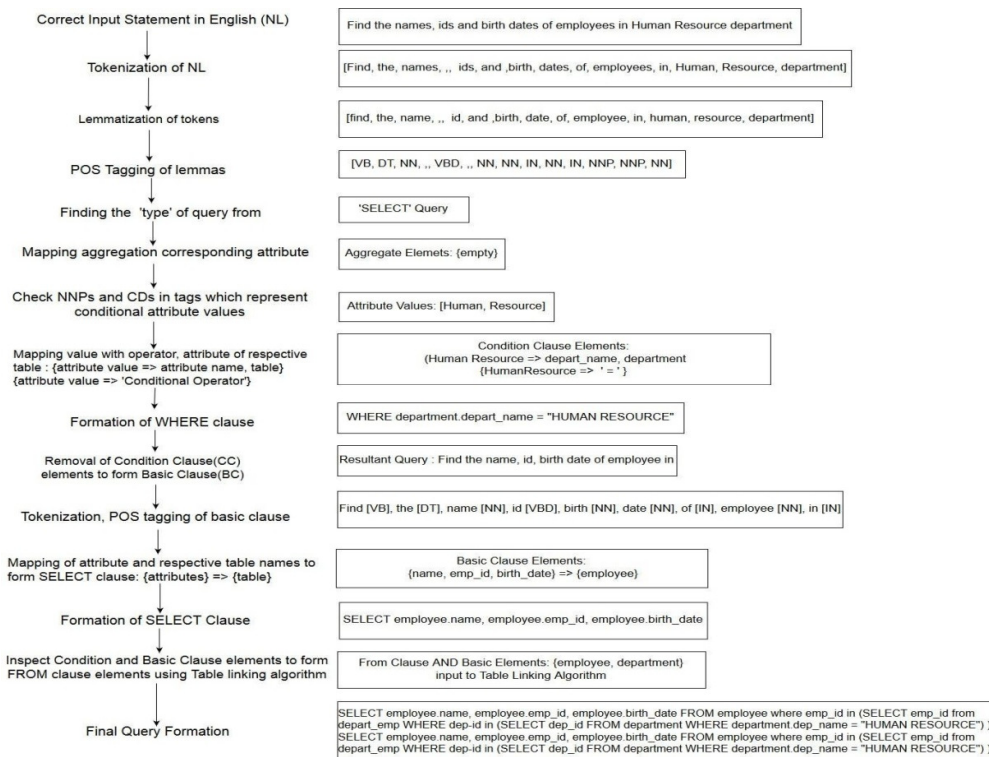 Correct Input Statement in English (NL)
Find the names, ids and birth dates of employees in Human Resource department
Tokenization of NL
[Find, the, names, ,, ids, and ,birth, dates, of, employees, in, Human, Resource, department]
Lemmatization of tokens
[find, the, name, ,, id, and ,birth, date, of, employee, in, human, resource, department]
POS Tagging of lemmas
[VB, DT, NN, ,, VBD, ,, NN, NN, IN, NN, IN, NNP, NNP, NN]
Finding the 'type' of query from
'SELECT' Query
Mapping aggregation corresponding attribute
Aggregate Elemets: {empty}
Check NNPs and CDs in tags which represent
conditional attribute values
Attribute Values: [Human, Resource]
Mapping value with operator, attribute of respective
table : {attribute value => attribute name, table}
{attribute value => 'Conditional Operator'}
Condition Clause Elements:
(Human Resource => depart_name, department
{HumanResource => ' = ' }
Formation of WHERE clause
WHERE department.depart_name = "HUMAN RESOURCE"
Removal of Condition Clause(CC)
elements to form Basic Clause(BC)
Resultant Query : Find the name, id, birth date of employee in
Tokenization, POS tagging of basic clause
Find [VB], the [DT], name [NN], id [VBD], birth [NN], date [NN], of [IN], employee [NN], in [IN]
Mapping of attribute and respective table names to
form SELECT clause: {attributes} => {table}
Basic Clause Elements:
{name, emp_id, birth_date} => {employee}
Formation of SELECT Clause
SELECT employee.name, employee.emp_id, employee.birth_date
Inspect Condition and Basic Clause elements to form
FROM clause elements using Table linking algorithm
From Clause AND Basic Elements: {employee, department}
input to Table Linking Algorithm
Final Query Formation
SELECT employee.name, employee.emp_id, employee.birth_date FROM employee where emp_id in (SELECT emp_id from
depart_emp WHERE dep-id in (SELECT dep_id FROM department WHERE department.dep_name = "HUMAN RESOURCE") )
SELECT employee.name, employee.emp_id, employee.birth_date FROM employee where emp_id in (SELECT emp_id from
depart_emp WHERE dep-id in (SELECT dep_id FROM department WHERE department.dep_name = "HUMAN RESOURCE") )